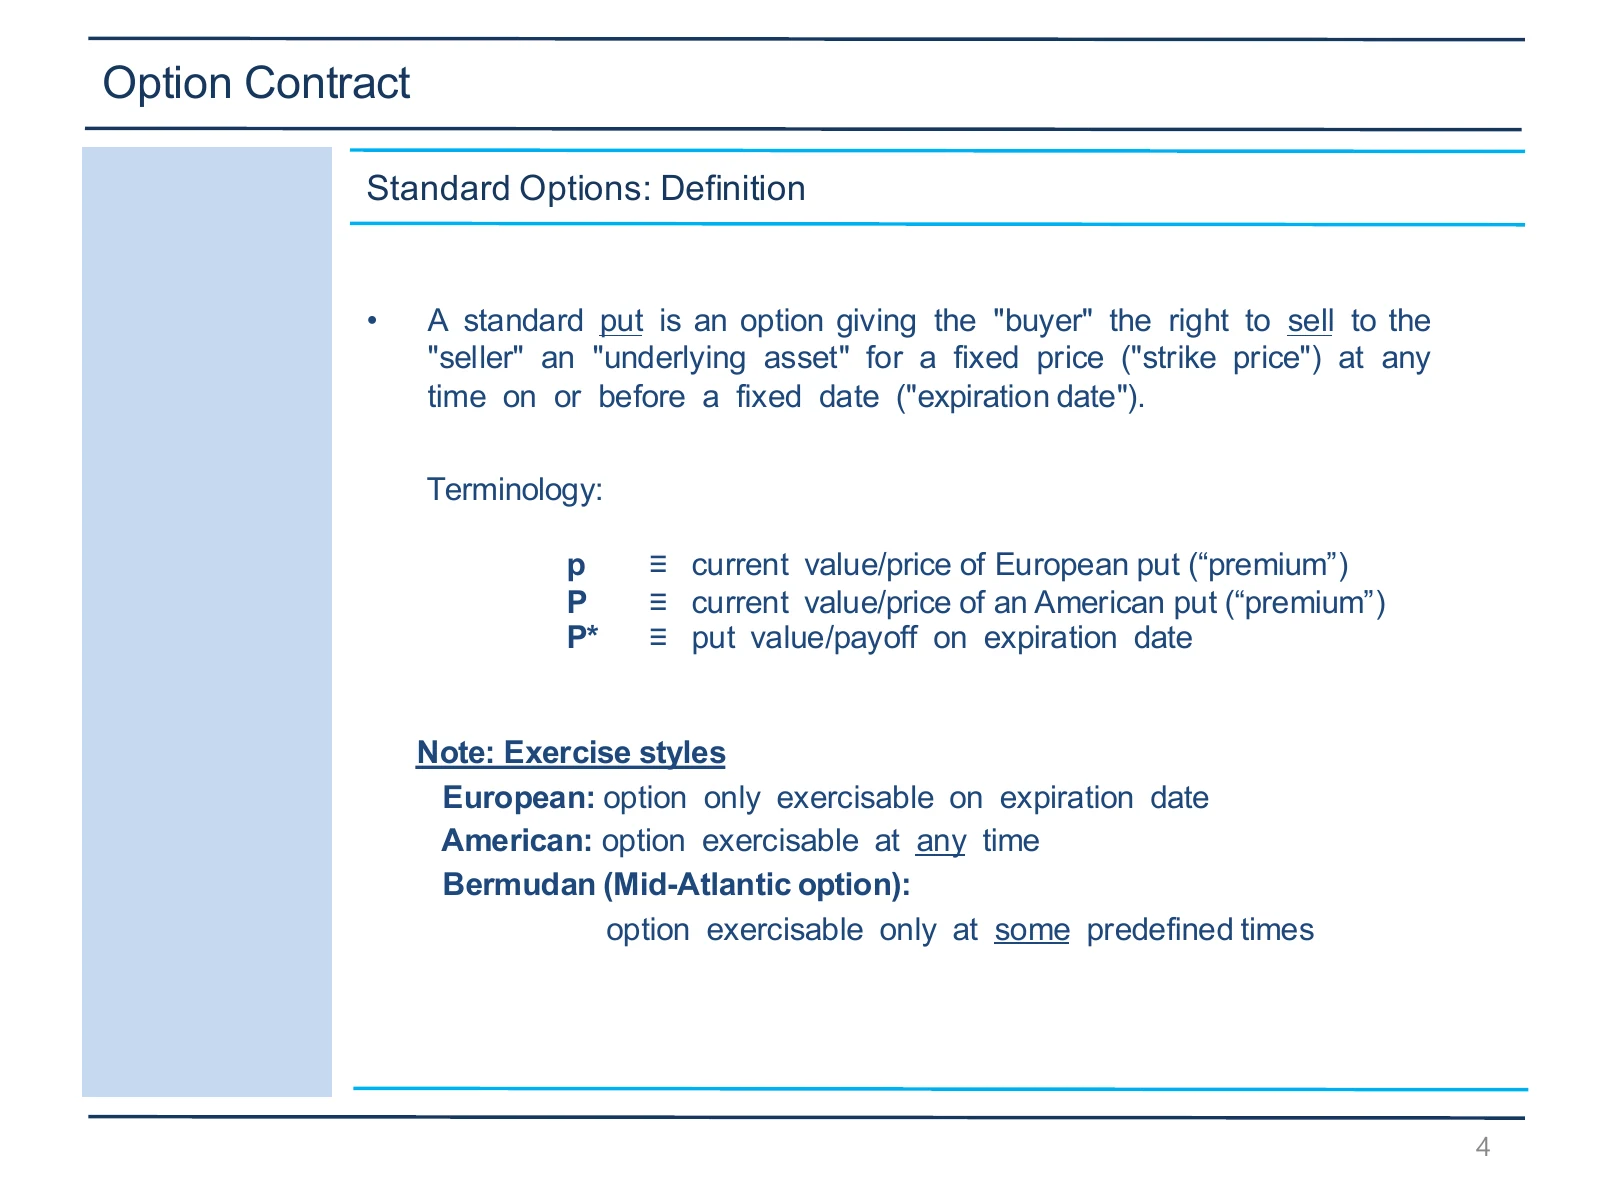 Option Contract
Standard Options: Definition
• A standard put is an option giving the "buyer" the right to sell to the
"seller" an "underlying asset" for a fixed price ("strike price") at any
time on or before a fixed date ("expiration date").
Terminology:
p ≡ current value/price of European put (“premium”)
P ≡ current value/price of an American put (“premium”)
P* ≡ put value/payoff on expiration date
Note: Exercise styles
European: option only exercisable on expiration date
American: option exercisable at any time
Bermudan (Mid-Atlantic option):
option exercisable only at some predefined times
4